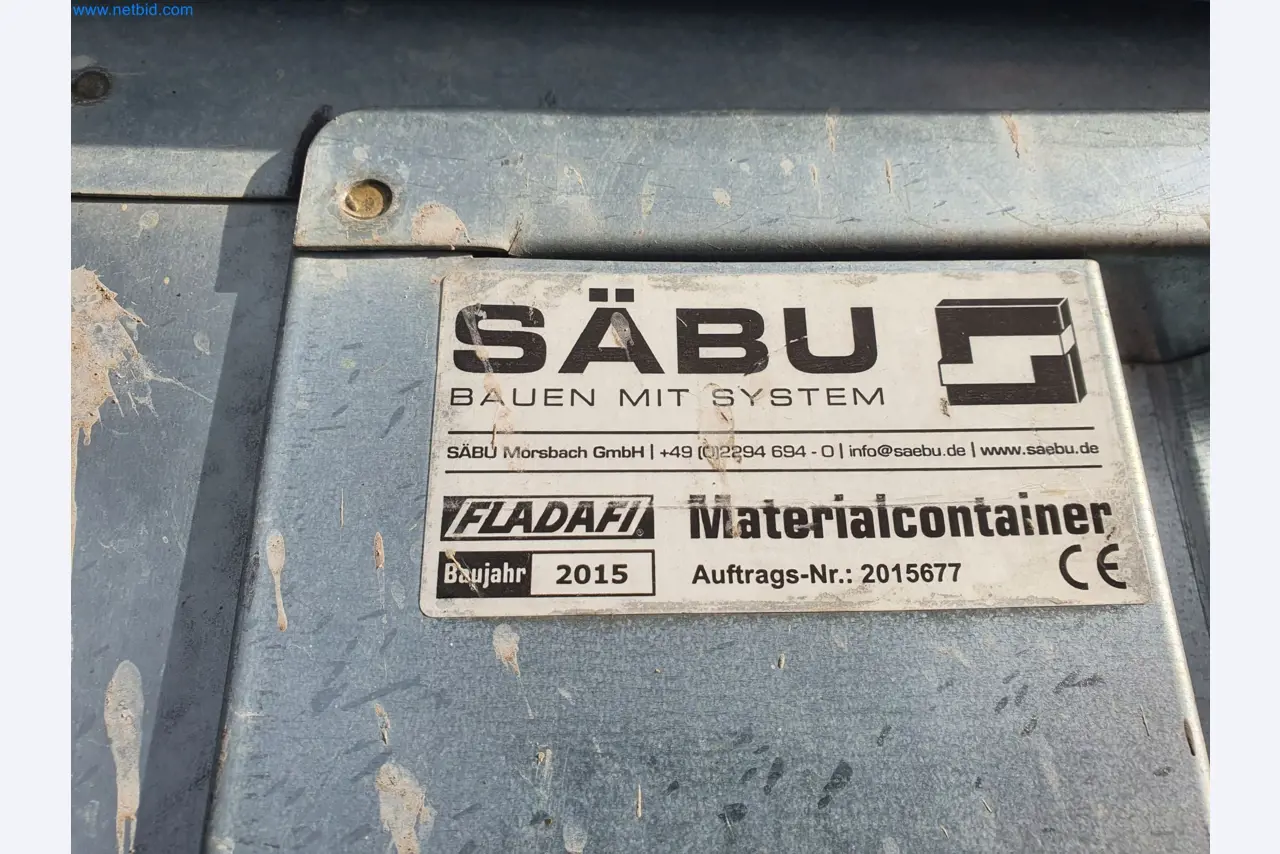 www.netbid.com
SÄBU
BAUEN MIT SYSTEM
SÄBU Morsbach GmbH | +49 (0)2294 694 - 0 | info@saebu.de | www.saebu.de
FLADAFI® Materialcontainer
Baujahr 2015 Auftrags-Nr.: 2015677 CE